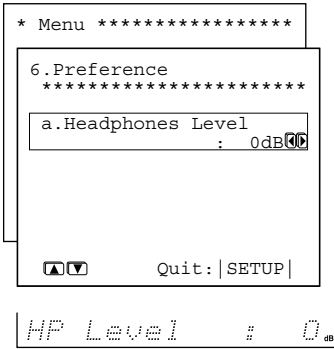 * Menu *****************
6.Preference
***********************
a.Headphones Level
: 0dB◀▶
▲▼ Quit:|SETUP|
HP Level : 0 dB